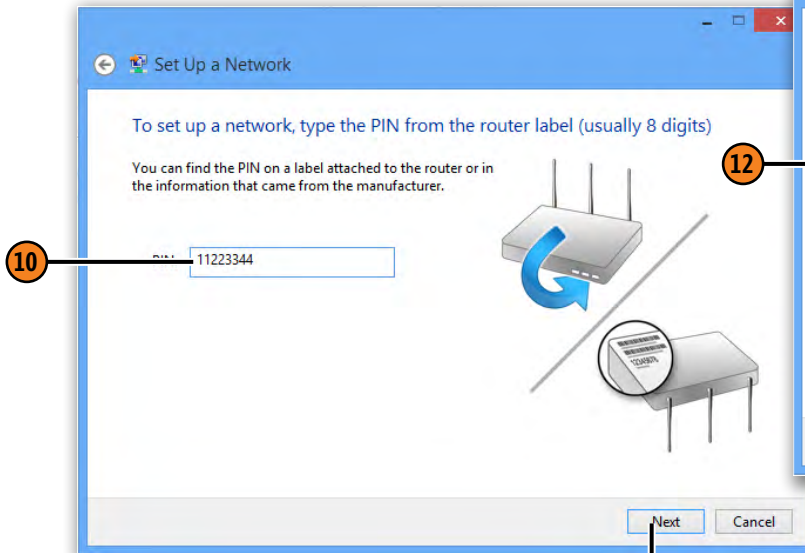 Set Up a Network
To set up a network, type the PIN from the router label (usually 8 digits)
You can find the PIN on a label attached to the router or in
the information that came from the manufacturer.
12
10
PIN
11223344
12345678
Next
Cancel